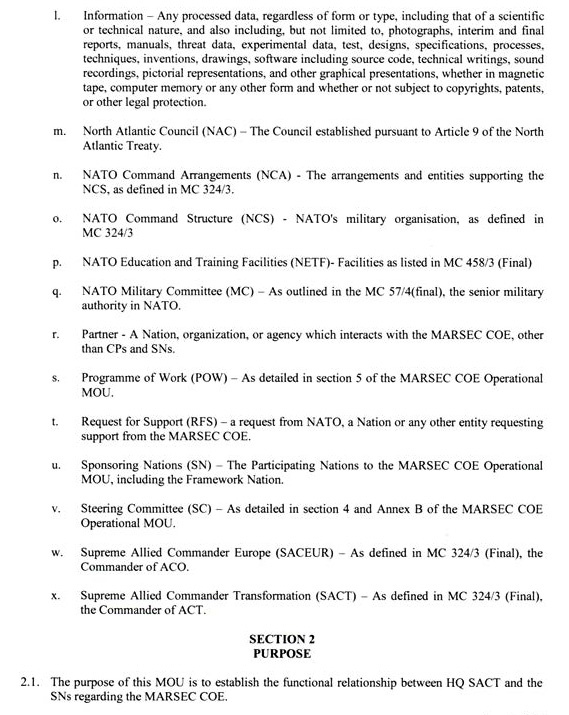 l. Information – Any processed data, regardless of form or type, including that of a scientific
or technical nature, and also including, but not limited to, photographs, interim and final
reports, manuals, threat data, experimental data, test, designs, specifications, processes,
techniques, inventions, drawings, software including source code, technical writings, sound
recordings, pictorial representations, and other graphical presentations, whether in magnetic
tape, computer memory or any other form and whether or not subject to copyrights, patents,
or other legal protection.
m. North Atlantic Council (NAC) – The Council established pursuant to Article 9 of the North
Atlantic Treaty.
n. NATO Command Arrangements (NCA) - The arrangements and entities supporting the
NCS, as defined in MC 324/3.
o. NATO Command Structure (NCS) - NATO's military organisation, as defined in
MC 324/3
p. NATO Education and Training Facilities (NETF)- Facilities as listed in MC 458/3 (Final)
q. NATO Military Committee (MC) – As outlined in the MC 57/4(final), the senior military
authority in NATO.
r. Partner - A Nation, organization, or agency which interacts with the MARSEC COE, other
than CPs and SNs.
s. Programme of Work (POW) – As detailed in section 5 of the MARSEC COE Operational
MOU.
t. Request for Support (RFS) – a request from NATO, a Nation or any other entity requesting
support from the MARSEC COE.
u. Sponsoring Nations (SN) – The Participating Nations to the MARSEC COE Operational
MOU, including the Framework Nation.
v. Steering Committee (SC) – As detailed in section 4 and Annex B of the MARSEC COE
Operational MOU.
w. Supreme Allied Commander Europe (SACEUR) – As defined in MC 324/3 (Final), the
Commander of ACO.
x. Supreme Allied Commander Transformation (SACT) – As defined in MC 324/3 (Final),
the Commander of ACT.
SECTION 2
PURPOSE
2.1. The purpose of this MOU is to establish the functional relationship between HQ SACT and the
SNs regarding the MARSEC COE.